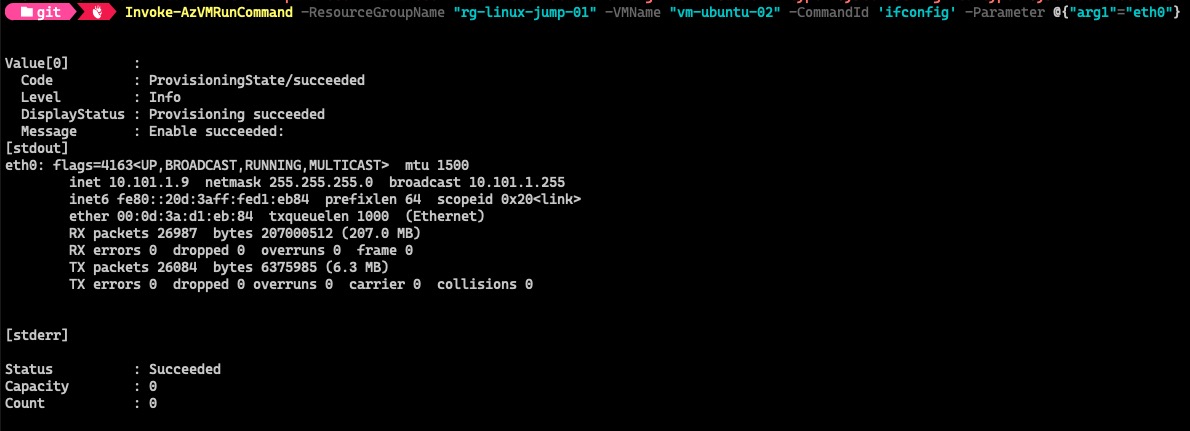 git Invoke-AzVMRunCommand -ResourceGroupName "rg-linux-jump-01" -VMName "vm-ubuntu-02" -CommandId 'ifconfig' -Parameter @{"arg1"="eth0"}
Value[0] :
Code : ProvisioningState/succeeded
Level : Info
DisplayStatus : Provisioning succeeded
Message : Enable succeeded:
[stdout]
eth0: flags=4163<UP,BROADCAST,RUNNING,MULTICAST> mtu 1500
inet 10.101.1.9 netmask 255.255.255.0 broadcast 10.101.1.255
inet6 fe80::20d:3aff:fed1:eb84 prefixlen 64 scopeid 0x20<link>
ether 00:0d:3a:d1:eb:84 txqueuelen 1000 (Ethernet)
RX packets 26987 bytes 207000512 (207.0 MB)
RX errors 0 dropped 0 overruns 0 frame 0
TX packets 26084 bytes 6375985 (6.3 MB)
TX errors 0 dropped 0 overruns 0 carrier 0 collisions 0
[stderr]
Status : Succeeded
Capacity : 0
Count : 0